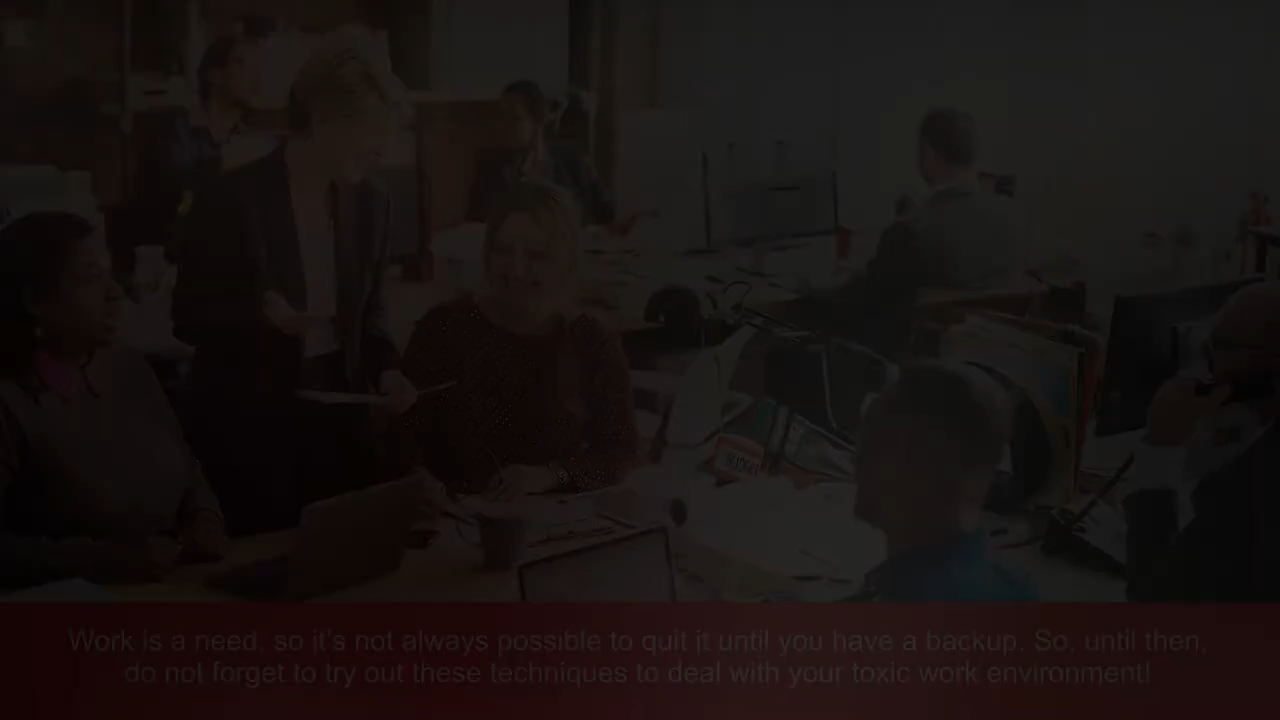 Work is a need, so it's not always possible to quit it until you have a backup. So, until then,
do not forget to try out these techniques to deal with your toxic work environment!